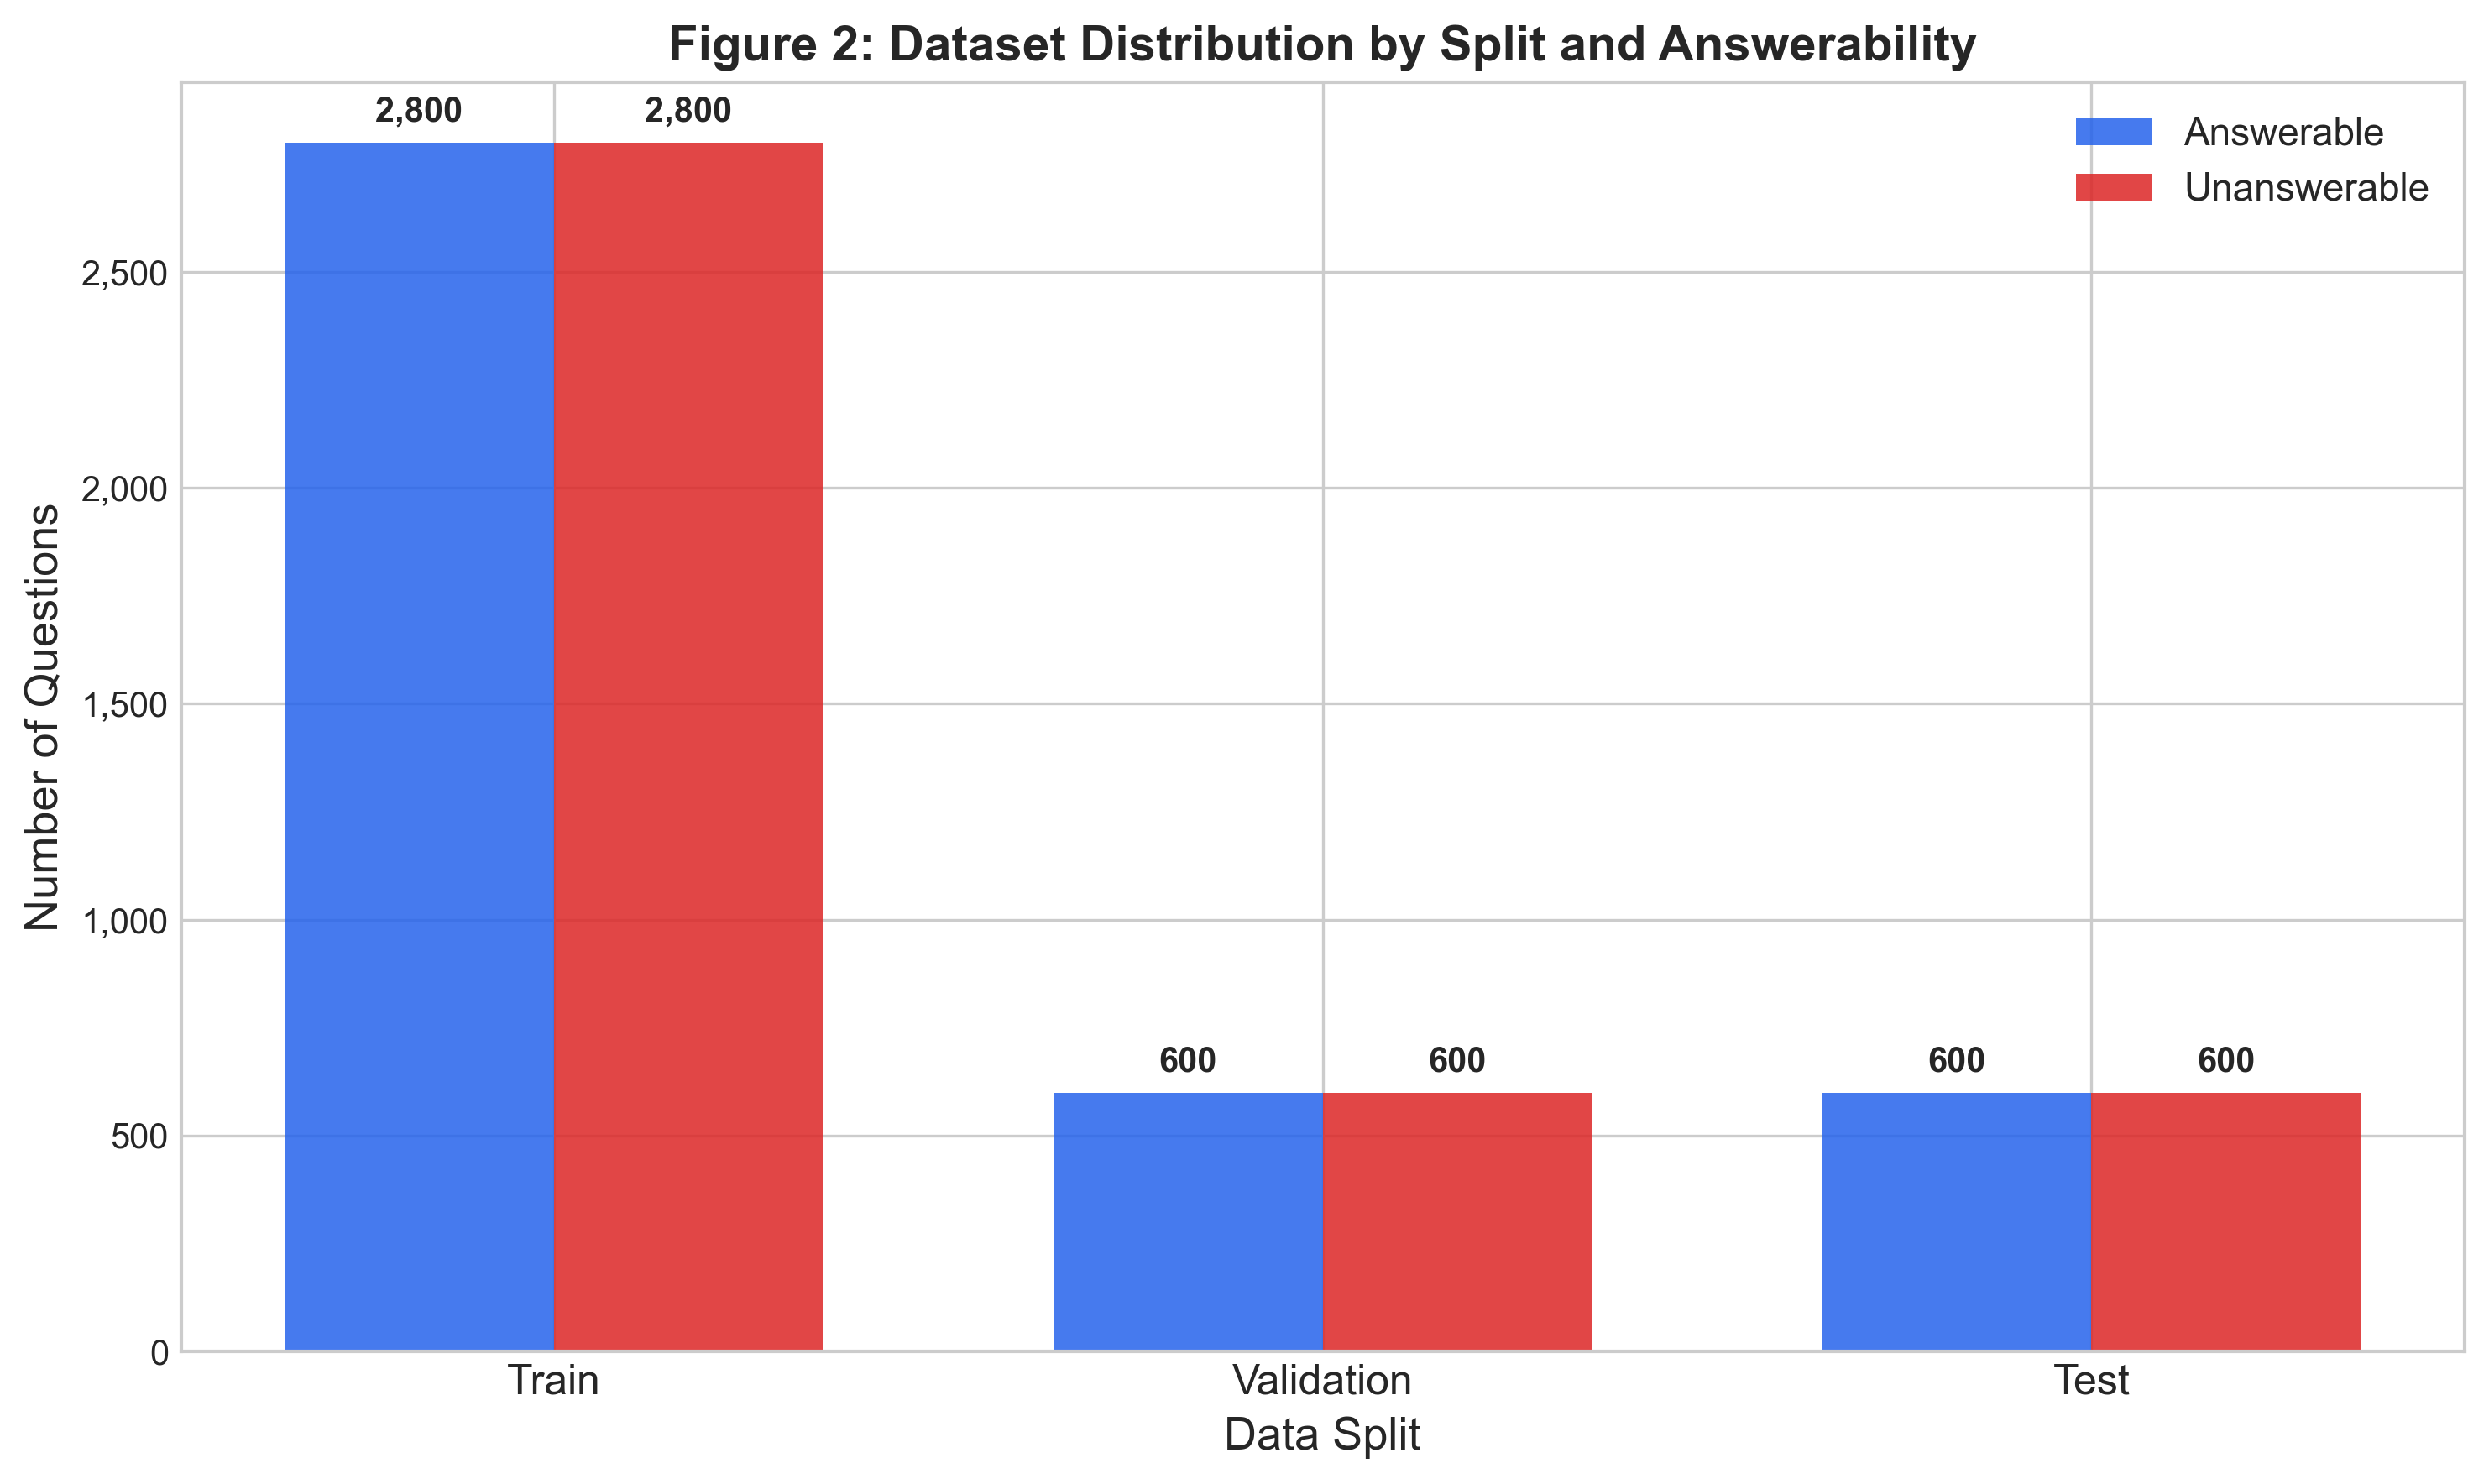 Figure 2: Dataset Distribution by Split and Answerability
2,800
2,800
Answerable
Unanswerable
2,500
2,000
1,500
1,000
500
0
Number of Questions
600
600
600
600
Train
Validation
Test
Data Split